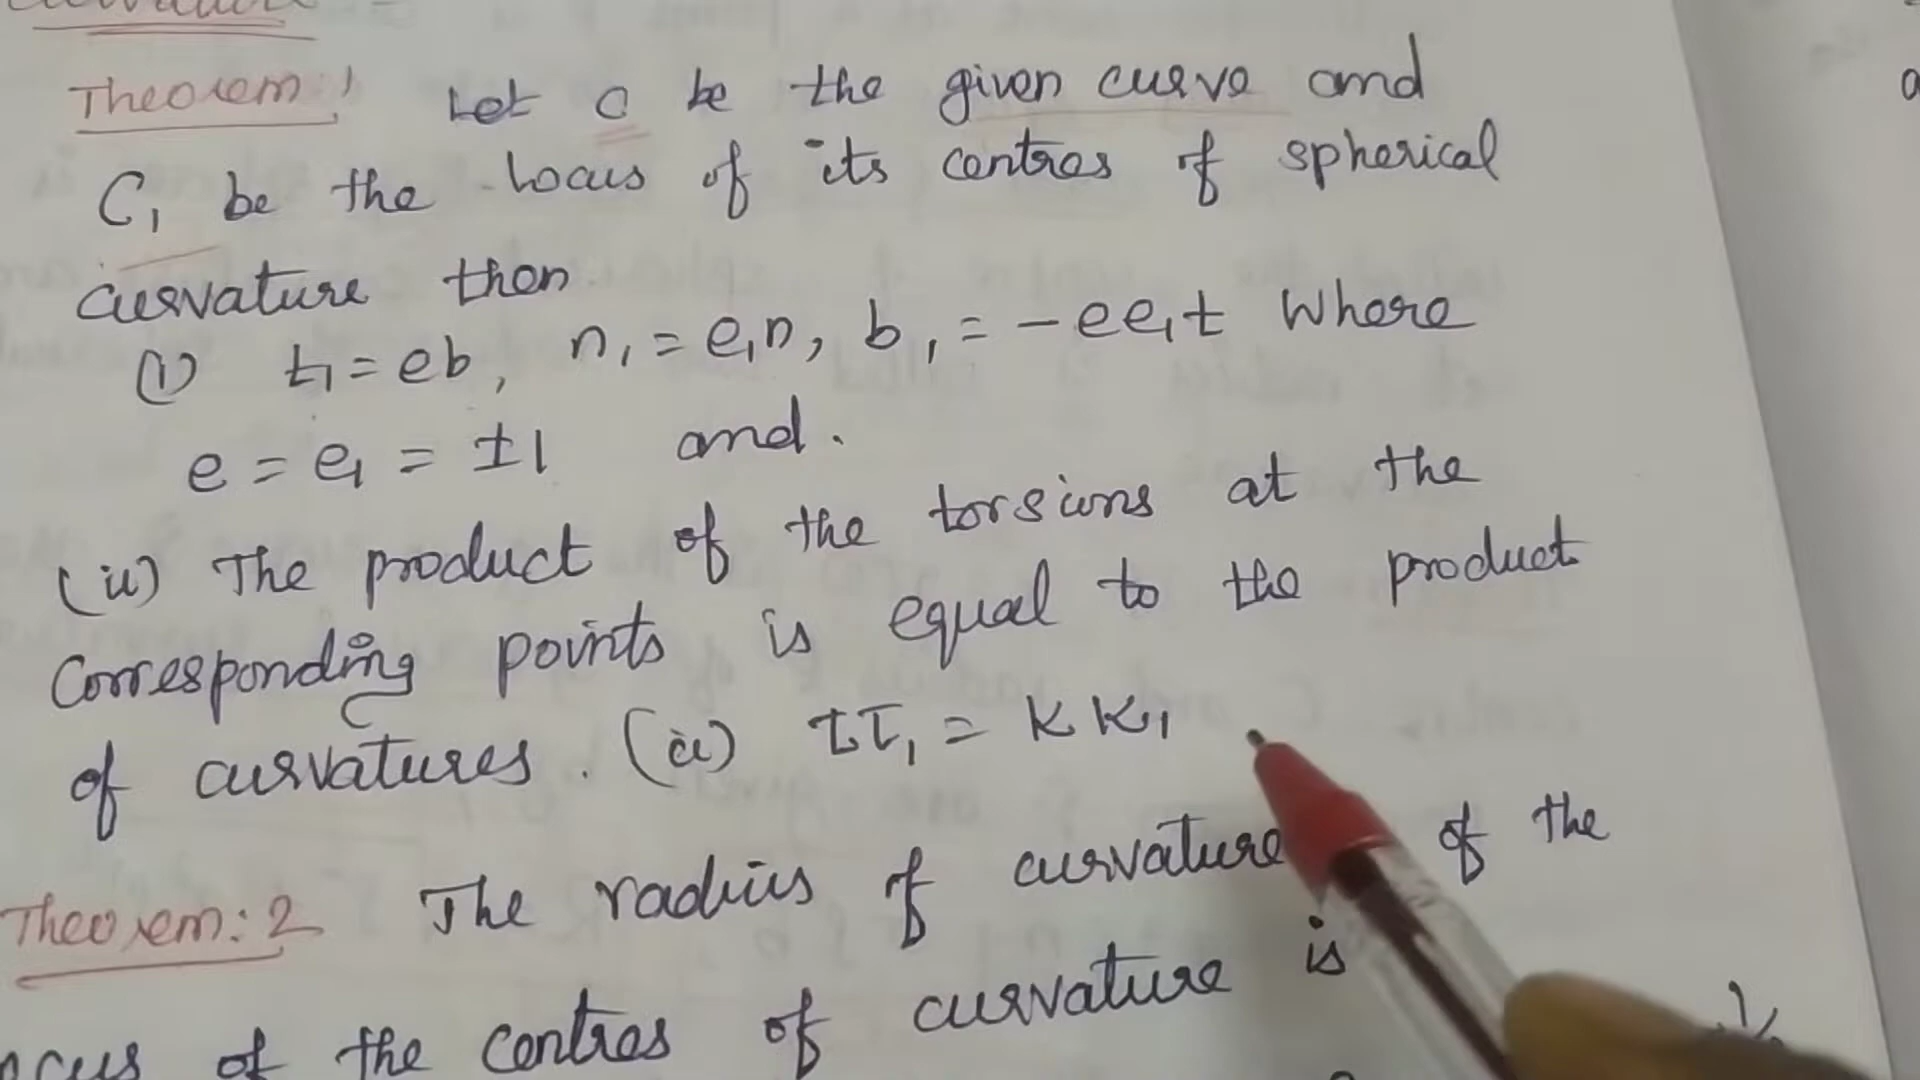 Theorem: 1 Let C be the given curve and
C₁ be the locus of its centres of spherical
curvature then
(i) t₁ = eb, n₁ = e₁n, b₁ = -ee₁t where
e = e₁ = ±1 and.
(ii) The product of the torsions at the
corresponding points is equal to the product
of curvatures. (ii) ττ₁ = κκ₁
Theorem: 2 The radius of curvature of the
of the centres of curvature is